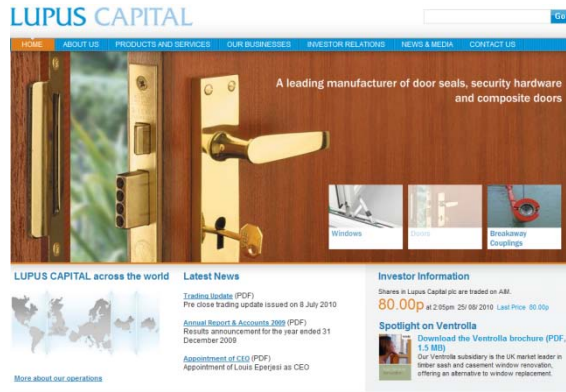 LUPUS CAPITAL
Go
HOME ABOUT US PRODUCTS AND SERVICES OUR BUSINESSES INVESTOR RELATIONS NEWS & MEDIA CONTACT US
A leading manufacturer of door seals, security hardware
and composite doors
Windows
Doors
Breakaway
Couplings
LUPUS CAPITAL across the world
More about our operations
Latest News
Trading Update (PDF)
Pre close trading update issued on 8 July 2010
Annual Report & Accounts 2009 (PDF)
Results announcement for the year ended 31
December 2009
Appointment of CEO (PDF)
Appointment of Louis Eperjesi as CEO
Investor Information
Shares in Lupus Capital plc are traded on AIM.
80.00p at 2:05pm 25/ 08/ 2010 Last Price 80.00p
Spotlight on Ventrolla
Download the Ventrolla brochure (PDF,
1.5 MB)
Our Ventrolla subsidiary is the UK market leader in
timber sash and casement window renovation,
offering an alternative to window replacement.